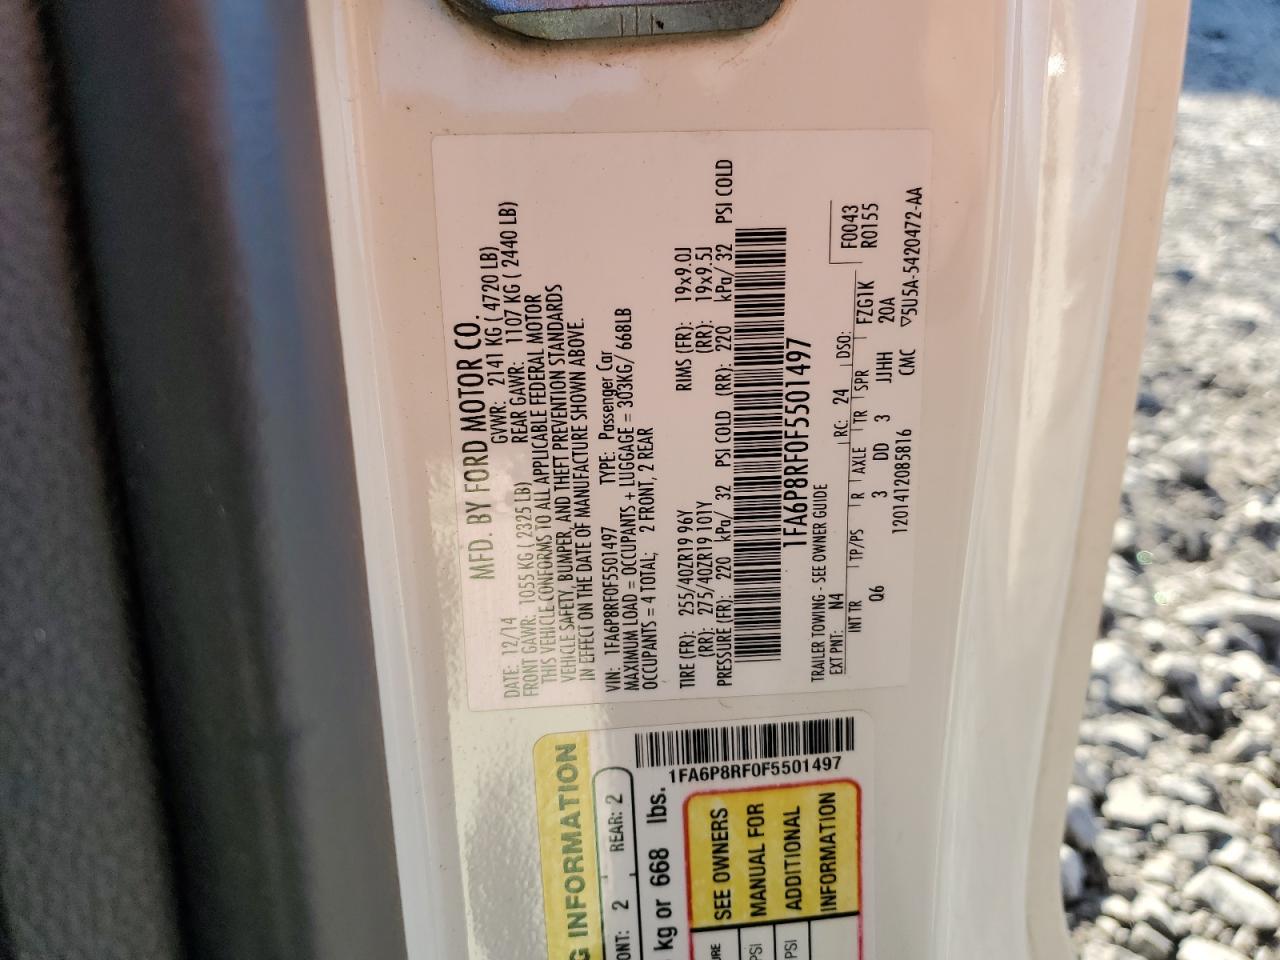 MFD. BY FORD MOTOR CO.
DATE: 12/14 GVWR: 2141 KG ( 4720 LB)
FRONT GAWR: 1055 KG ( 2325 LB) REAR GAWR: 1107 KG ( 2440 LB)
THIS VEHICLE CONFORMS TO ALL APPLICABLE FEDERAL MOTOR
VEHICLE SAFETY, BUMPER, AND THEFT PREVENTION STANDARDS
IN EFFECT ON THE DATE OF MANUFACTURE SHOWN ABOVE.
VIN: 1FA6P8RF0F5501497 TYPE: Passenger Car
MAXIMUM LOAD = OCCUPANTS + LUGGAGE = 303KG/ 668LB
OCCUPANTS = 4 TOTAL; 2 FRONT, 2 REAR
TIRE (FR): 255/40ZR19 96Y RIMS (FR): 19x9.0J
(RR): 275/40ZR19 101Y (RR): 19x9.5J
PRESSURE (FR): 220 kPa/ 32 PSI COLD (RR): 220 kPa/ 32 PSI COLD
1FA6P8RF0F5501497
TRAILER TOWING - SEE OWNER GUIDE
EXT PNT: N4 RC: 24 DSO: F0043
INT TR TP/PS R AXLE TR SPR FZG1K R0155
Q6 3 DD 3 JJHH 20A
1201412085816 CMC ▽5U5A-5420472-AA
G INFORMATION
ONT: 2 REAR: 2
kg or 668 lbs.
1FA6P8RF0F5501497
SEE OWNERS
MANUAL FOR
ADDITIONAL
INFORMATION
URE
PSI
PSI